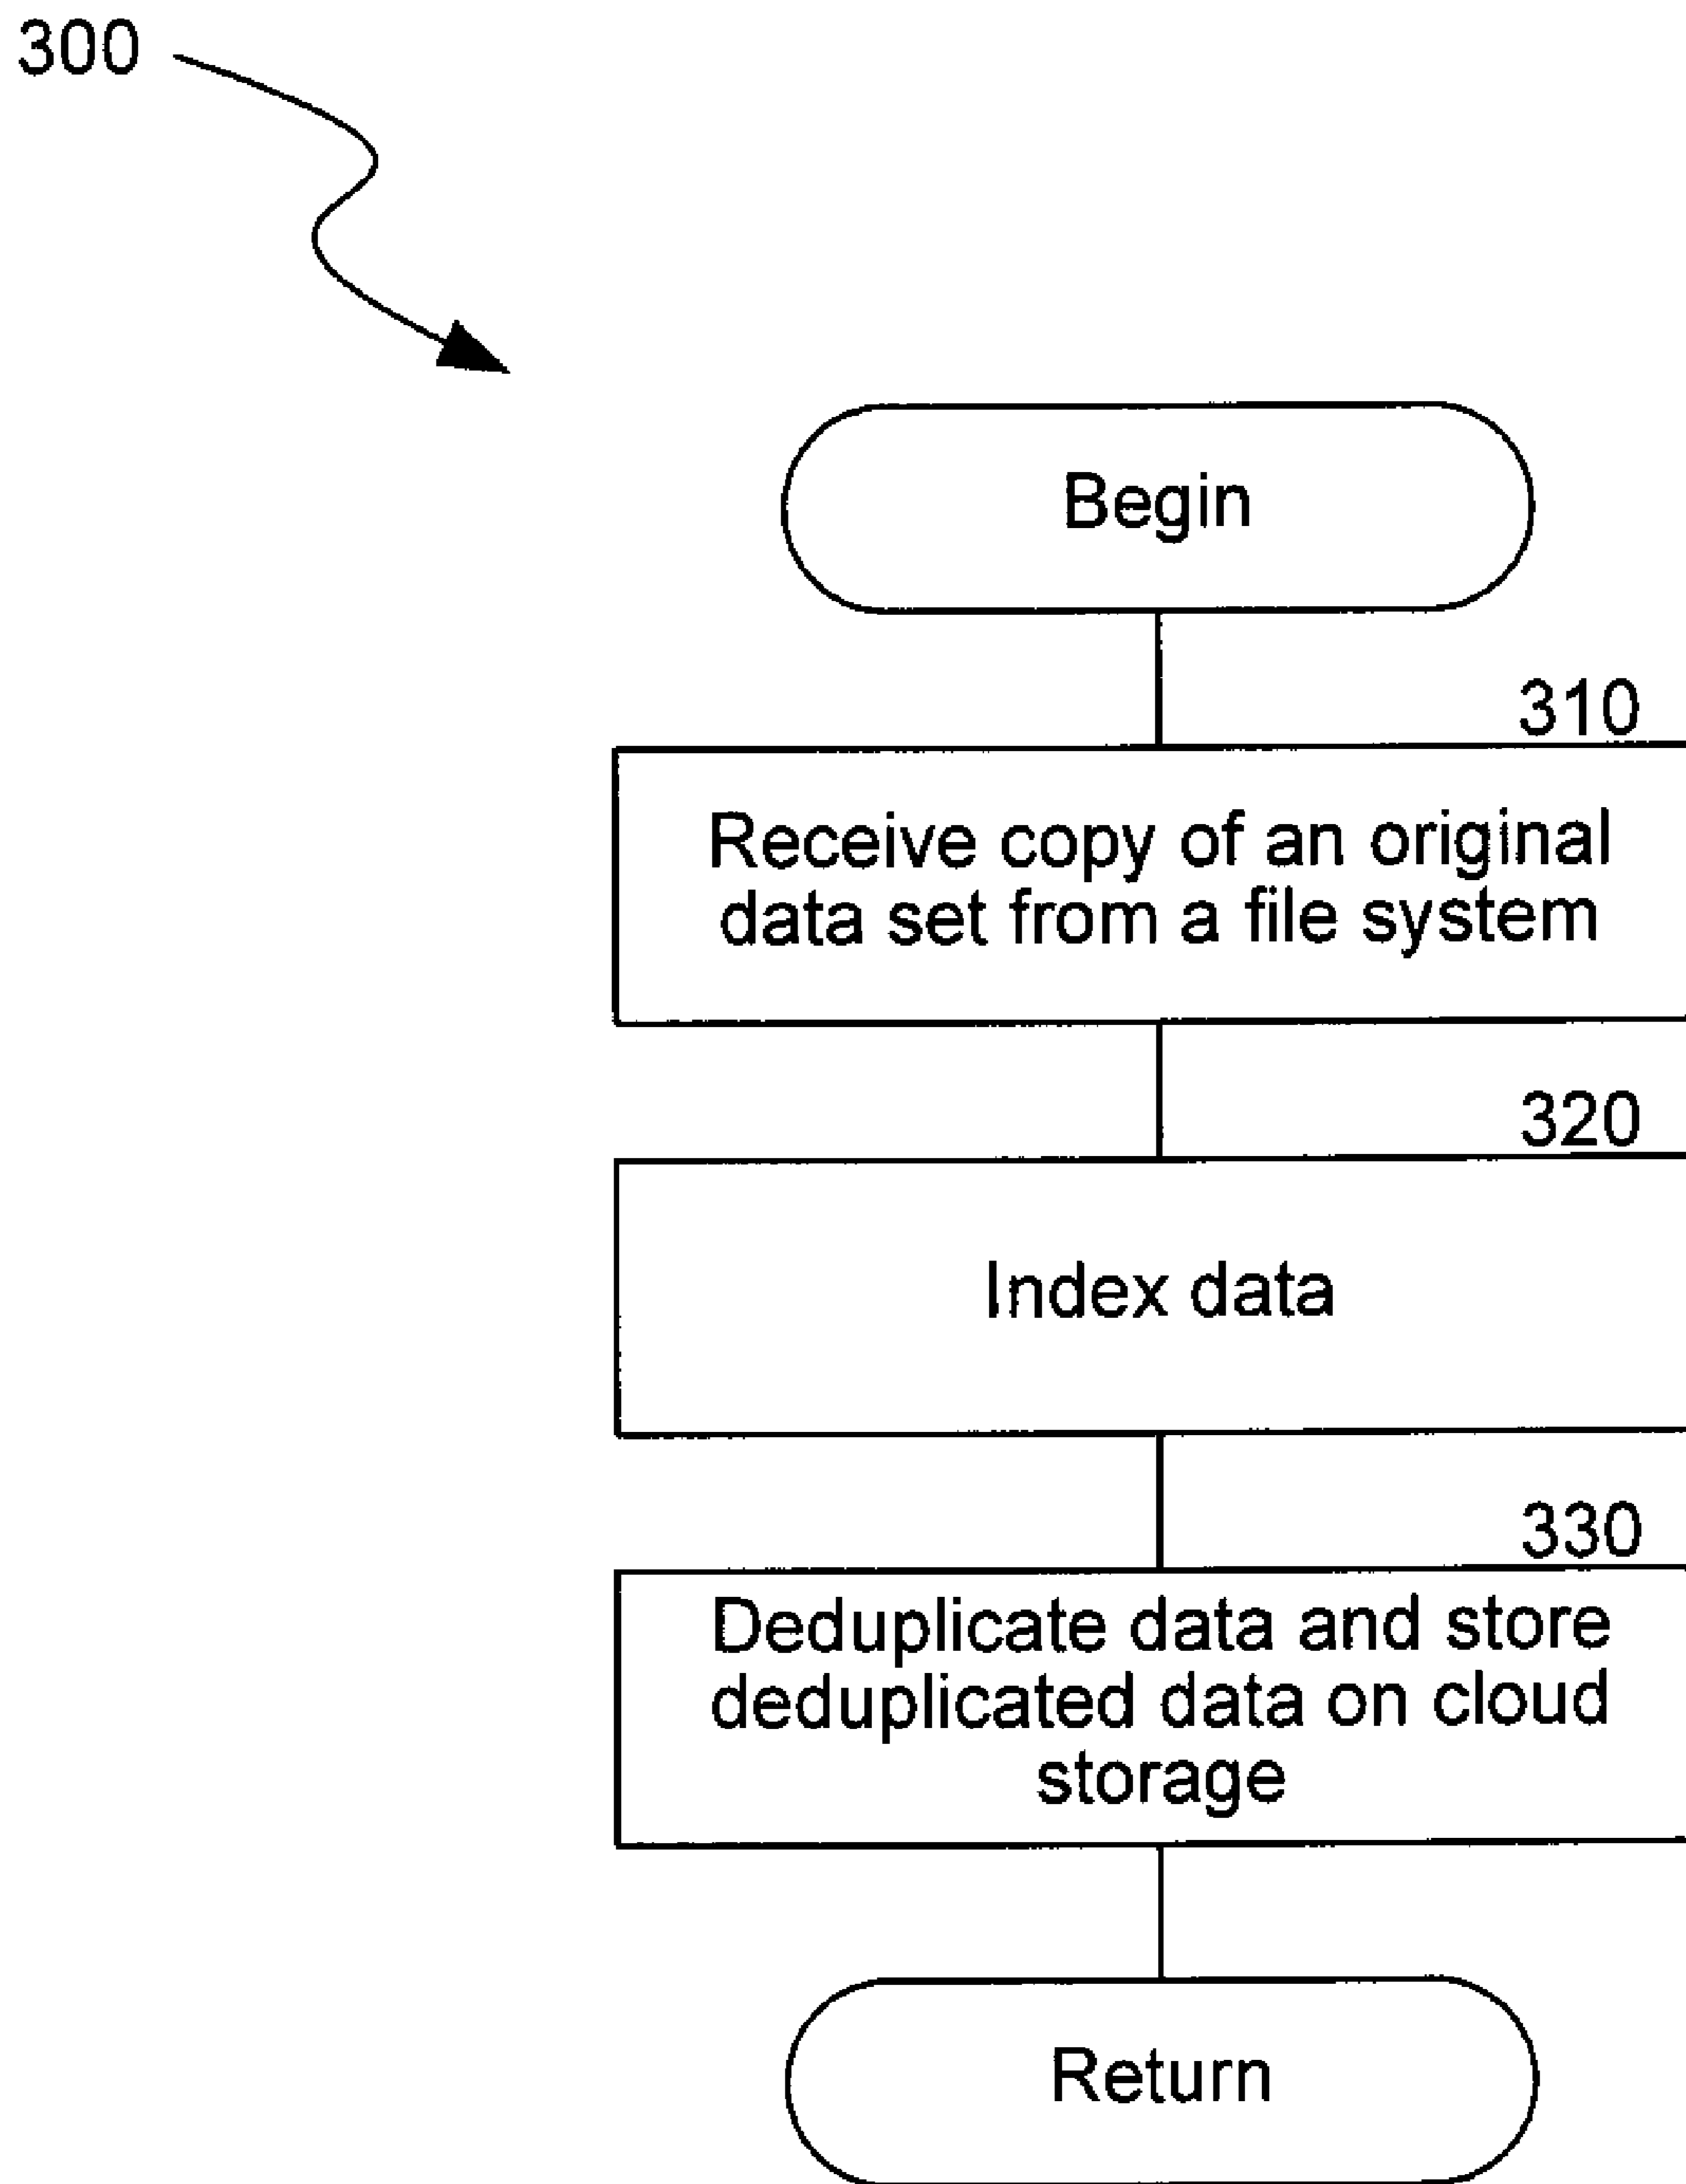 300
Begin
310
Receive copy of an original
data set from a file system
320
Index data
330
Deduplicate data and store
deduplicated data on cloud
storage
Return